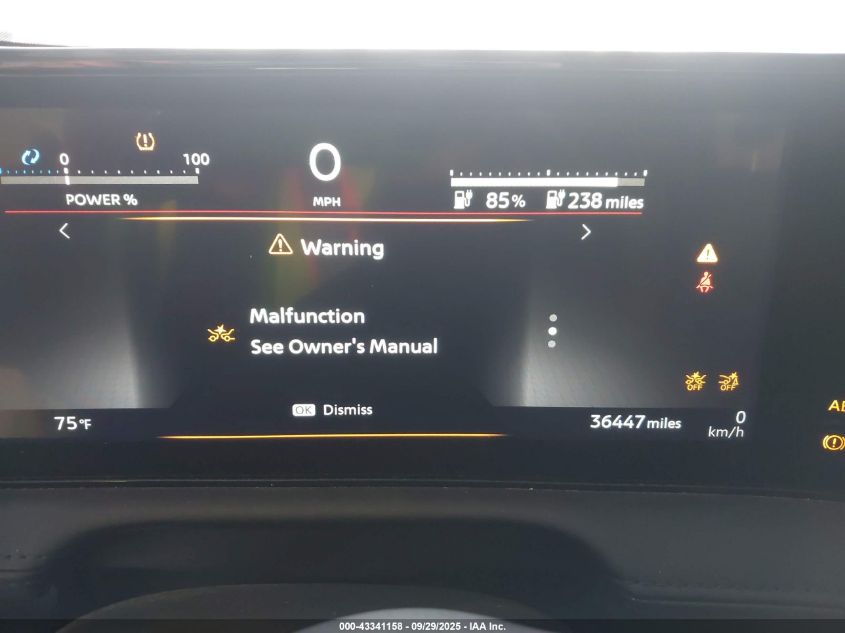 0
100
0
POWER %
MPH
85%
238 miles
Warning
Malfunction
See Owner's Manual
OFF
OFF
OK Dismiss
75°F
36447 miles
0
km/h
000-43341158 - 09/29/2025 - IAA Inc.